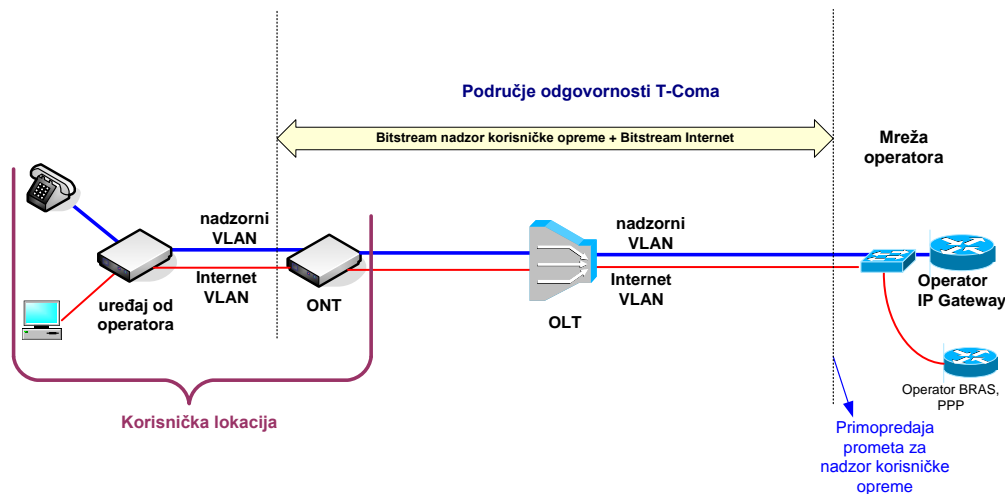 Područje odgovornosti T-Coma
Bitstream nadzor korisničke opreme + Bitstream Internet
Mreža
operatora
nadzorni
VLAN
Internet
VLAN
uređaj od
operatora
ONT
OLT
nadzorni
VLAN
Internet
VLAN
Operator
IP Gateway
Operator BRAS,
PPP
Korisnička lokacija
Primopredaja
prometa za
nadzor korisničke
opreme